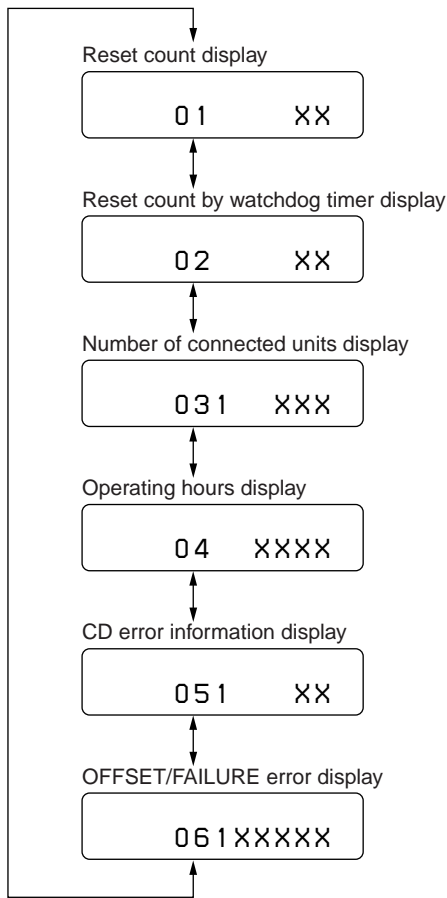 Reset count display
01 XX
Reset count by watchdog timer display
02 XX
Number of connected units display
031 XXX
Operating hours display
04 XXXX
CD error information display
051 XX
OFFSET/FAILURE error display
061XXXXX